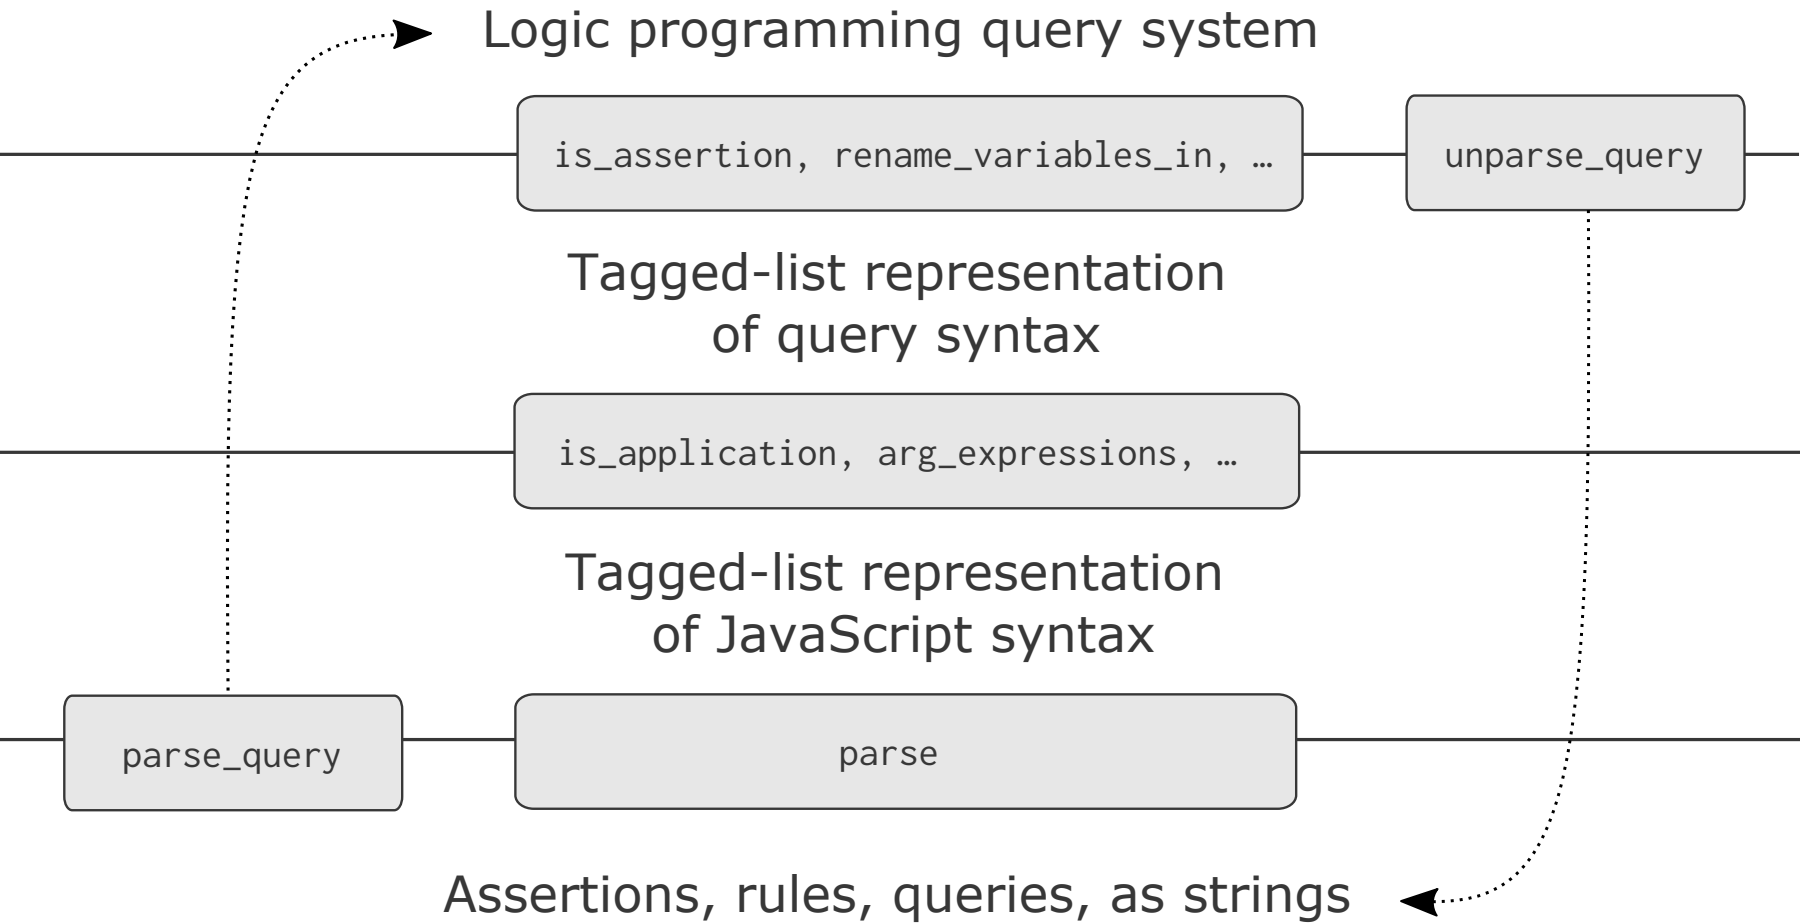 Logic programming query system
is_assertion, rename_variables_in, …
unparse_query
Tagged-list representation
of query syntax
is_application, arg_expressions, …
Tagged-list representation
of JavaScript syntax
parse_query
parse
Assertions, rules, queries, as strings